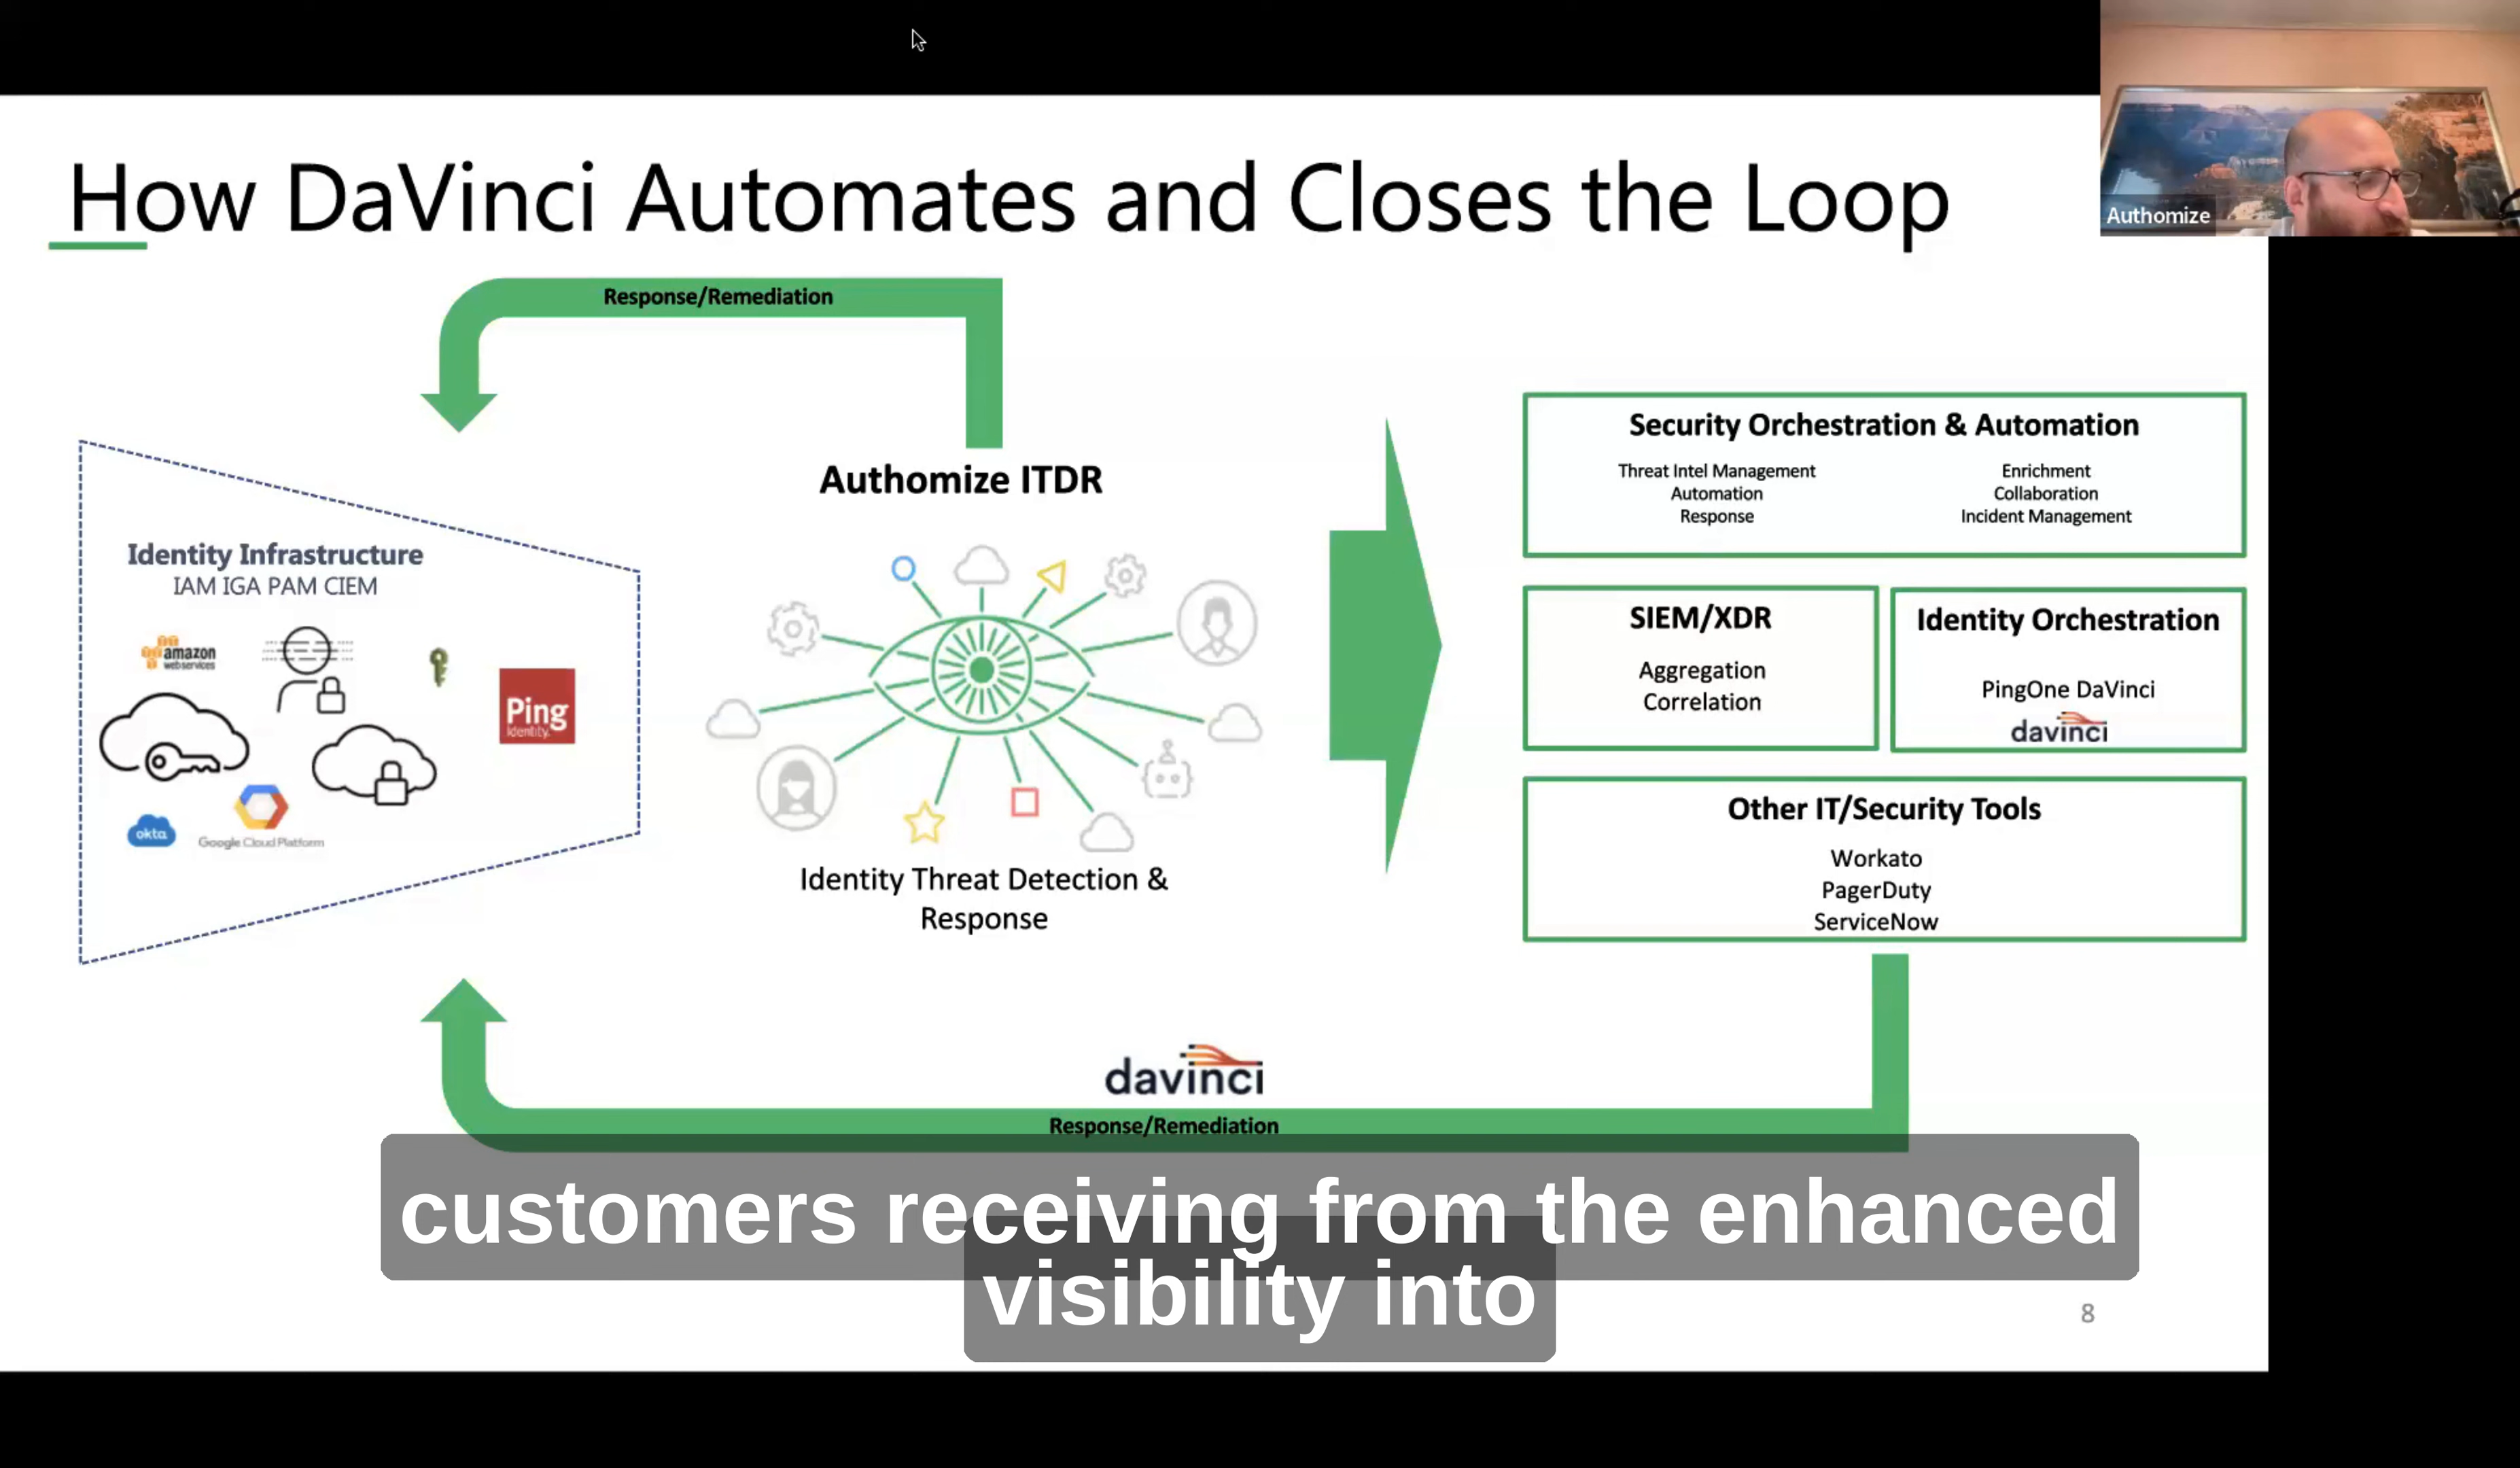 How DaVinci Automates and Closes the Loop
Authomize
Response/Remediation
Authomize ITDR
Identity Infrastructure
IAM IGA PAM CIEM
amazon
webservices
Ping
Identity.
okta
Google Cloud Platform
Identity Threat Detection &
Response
Security Orchestration & Automation
Threat Intel Management
Automation
Response
Enrichment
Collaboration
Incident Management
SIEM/XDR
Aggregation
Correlation
Identity Orchestration
PingOne DaVinci
davinci
Other IT/Security Tools
Workato
PagerDuty
ServiceNow
davinci
Response/Remediation
customers receiving from the enhanced
visibility into
8